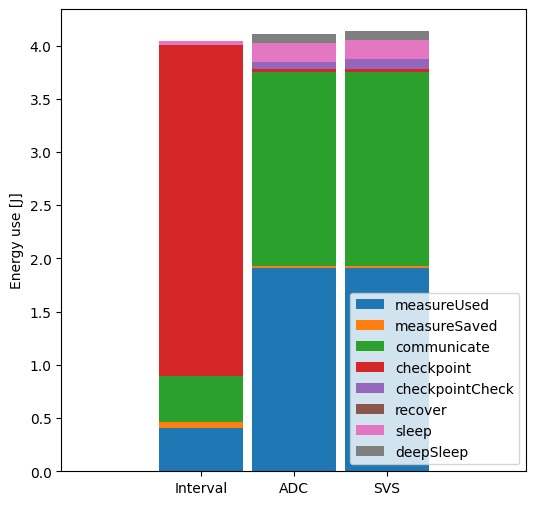 Energy use [J]
4.0
3.5
3.0
2.5
2.0
1.5
1.0
0.5
0.0
measureUsed
measureSaved
communicate
checkpoint
checkpointCheck
recover
sleep
deepSleep
Interval ADC SVS